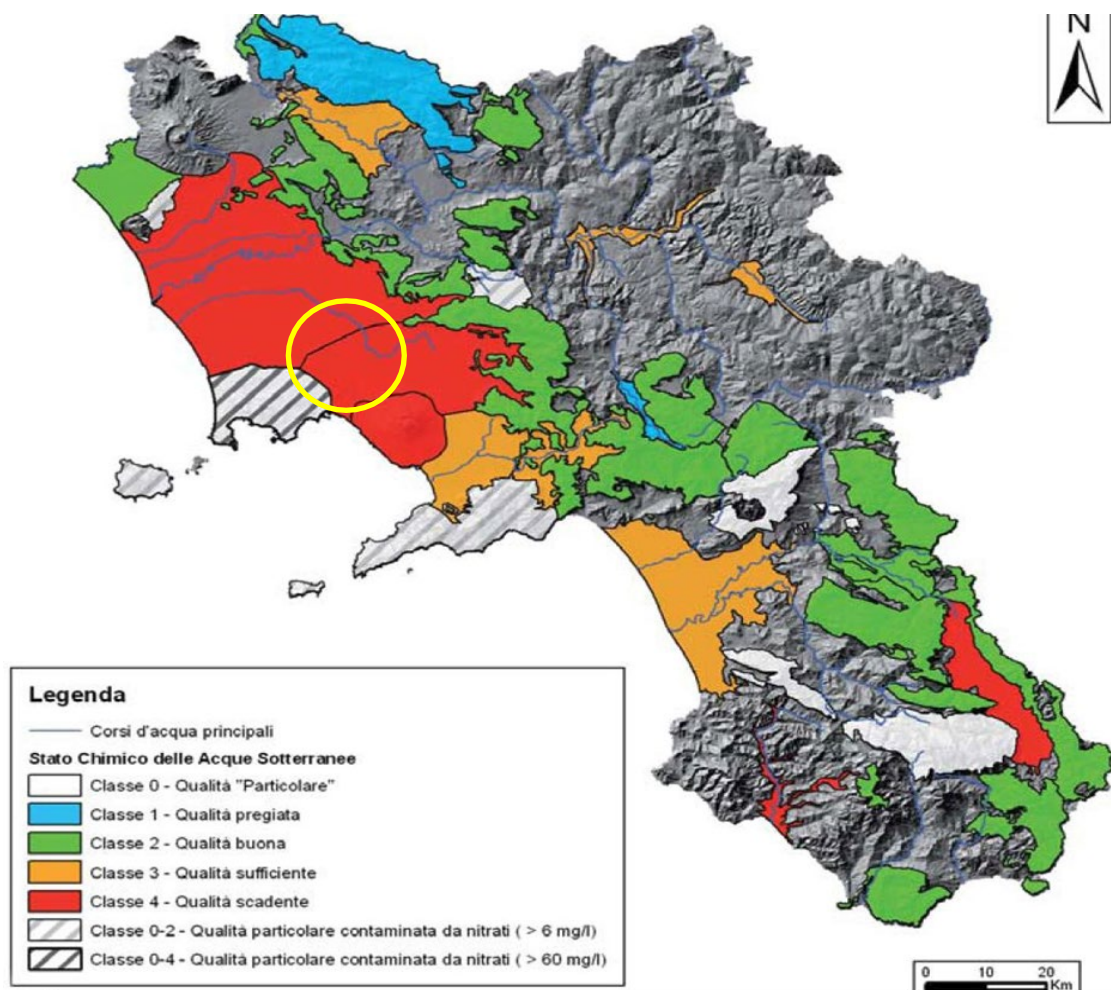 N
Legenda
Corsi d'acqua principali
Stato Chimico delle Acque Sotterranee
Classe 0 - Qualità "Particolare"
Classe 1 - Qualità pregiata
Classe 2 - Qualità buona
Classe 3 - Qualità sufficiente
Classe 4 - Qualità scadente
Classe 0-2 - Qualità particolare contaminata da nitrati ( > 6 mg/l)
Classe 0-4 - Qualità particolare contaminata da nitrati ( > 60 mg/l)
0 10 20
Km